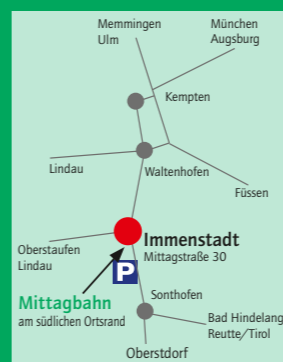 Memmingen
Ulm
München
Augsburg
Kempten
Lindau
Waltenhofen
Füssen
Immenstadt
Mittagstraße 30
Oberstaufen
Lindau
P
Mittagbahn
am südlichen Ortsrand
Sonthofen
Bad Hindelang
Reutte/Tirol
Oberstdorf